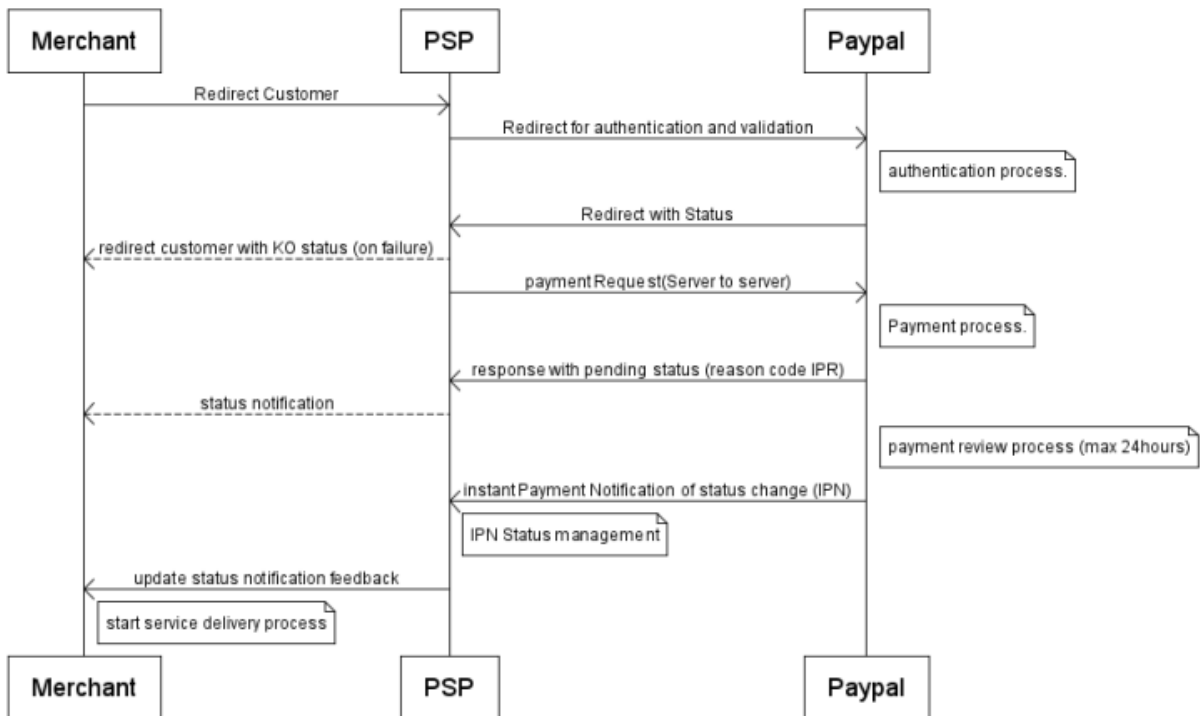 Merchant
PSP
Paypal
Redirect Customer
Redirect for authentication and validation
authentication process.
Redirect with Status
redirect customer with KO status (on failure)
payment Request(Server to server)
Payment process.
response with pending status (reason code IPR)
status notification
payment review process (max 24hours)
instant Payment Notification of status change (IPN)
IPN Status management
update status notification feedback
start service delivery process
Merchant
PSP
Paypal